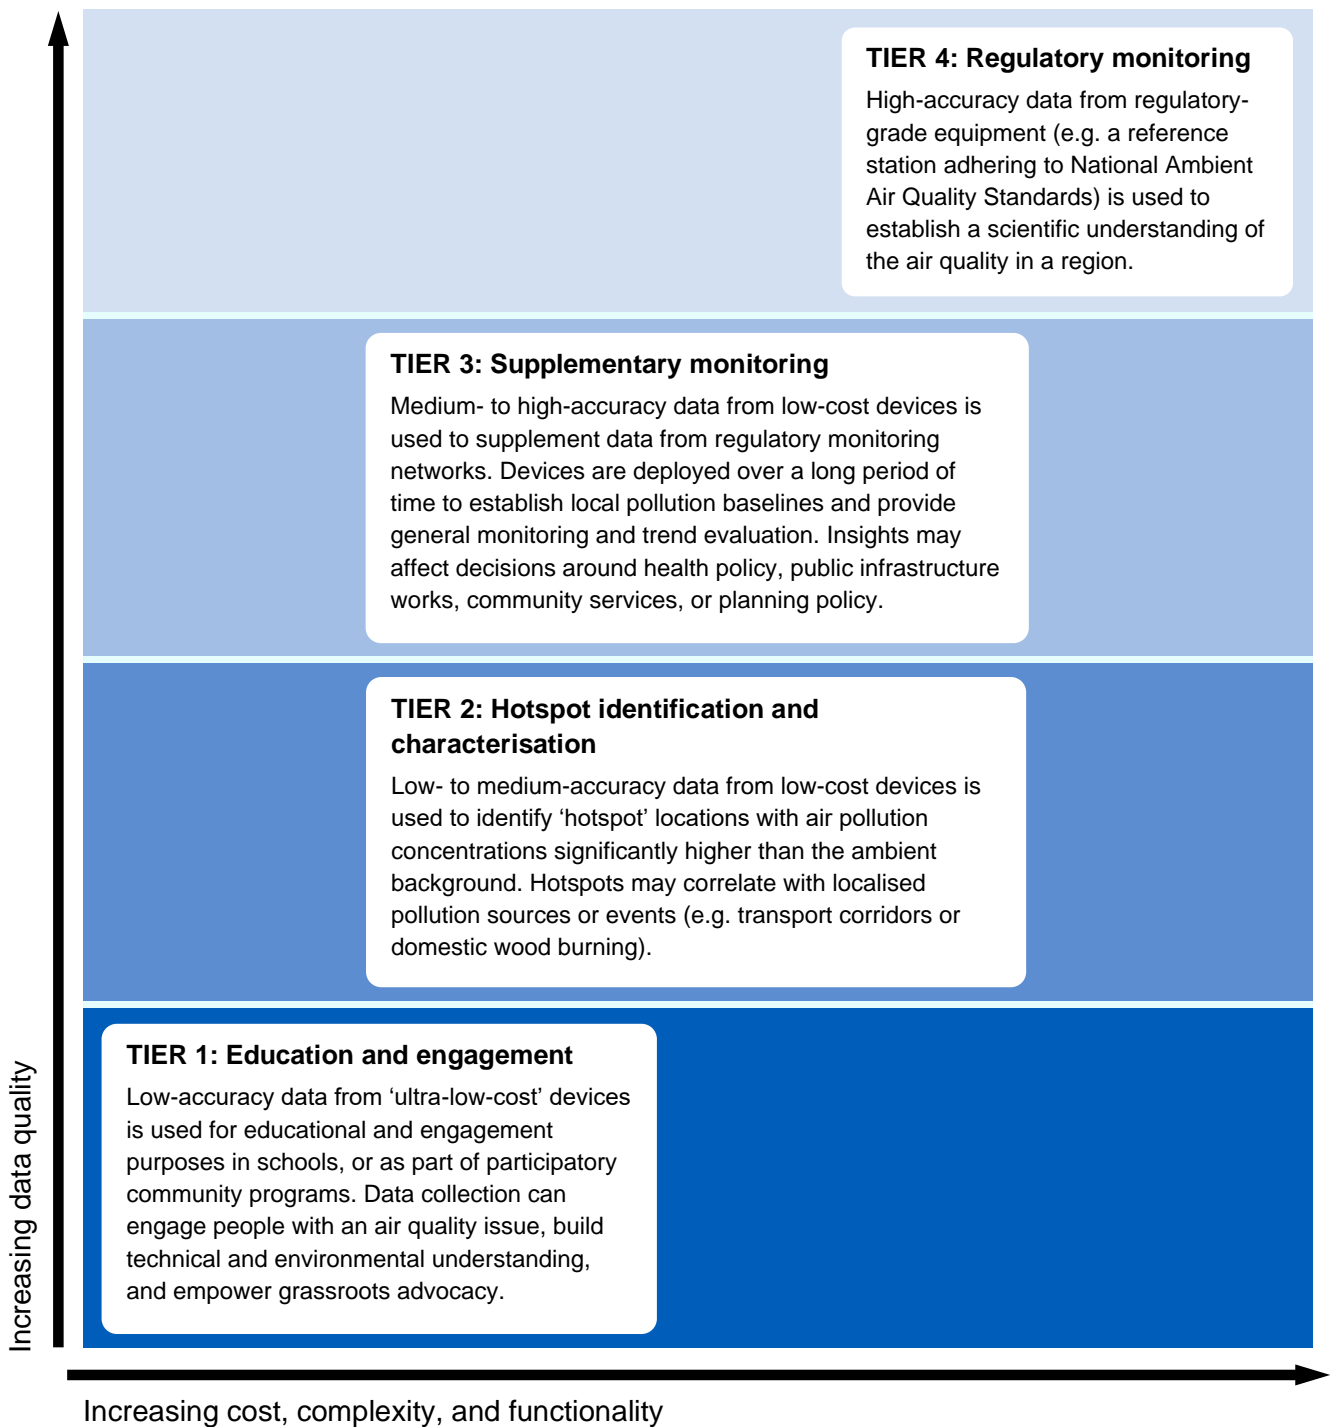 TIER 4: Regulatory monitoring
High-accuracy data from regulatory-
grade equipment (e.g. a reference
station adhering to National Ambient
Air Quality Standards) is used to
establish a scientific understanding of
the air quality in a region.
TIER 3: Supplementary monitoring
Medium- to high-accuracy data from low-cost devices is
used to supplement data from regulatory monitoring
networks. Devices are deployed over a long period of
time to establish local pollution baselines and provide
general monitoring and trend evaluation. Insights may
affect decisions around health policy, public infrastructure
works, community services, or planning policy.
TIER 2: Hotspot identification and
characterisation
Low- to medium-accuracy data from low-cost devices is
used to identify ‘hotspot’ locations with air pollution
concentrations significantly higher than the ambient
background. Hotspots may correlate with localised
pollution sources or events (e.g. transport corridors or
domestic wood burning).
TIER 1: Education and engagement
Low-accuracy data from ‘ultra-low-cost’ devices
is used for educational and engagement
purposes in schools, or as part of participatory
community programs. Data collection can
engage people with an air quality issue, build
technical and environmental understanding,
and empower grassroots advocacy.
Increasing data quality
Increasing cost, complexity, and functionality